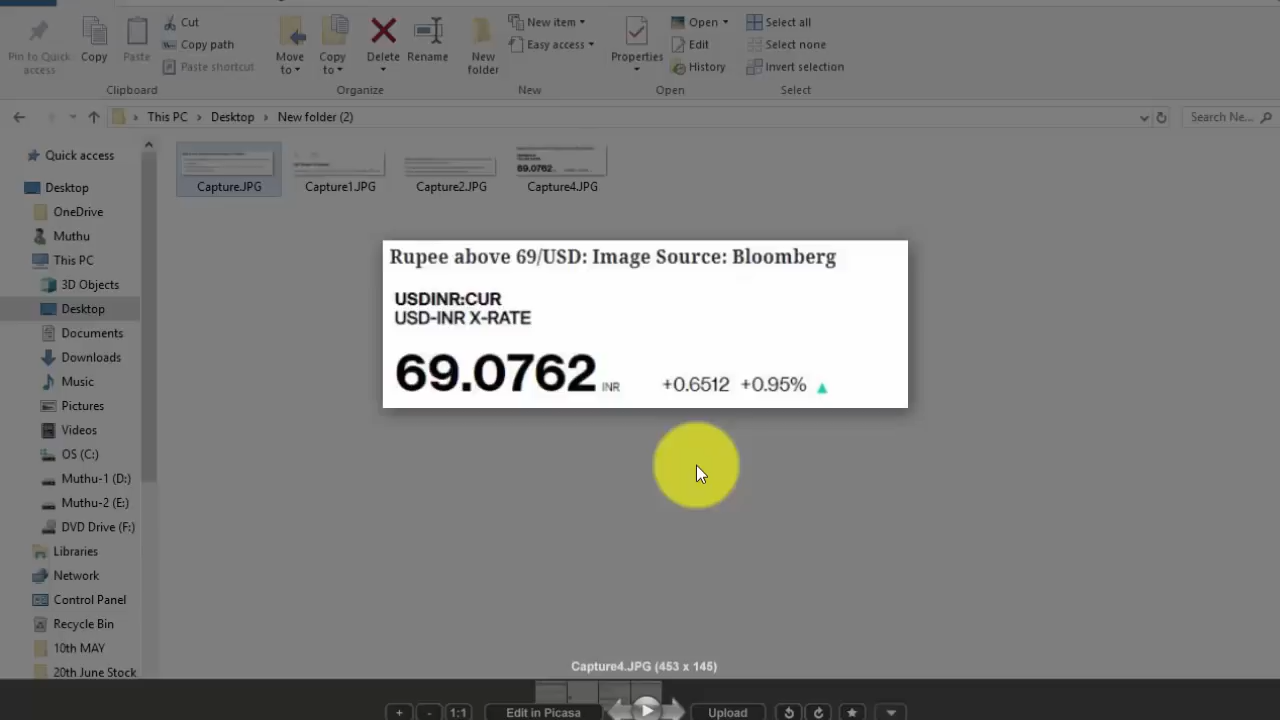 Cut
Copy path
Paste shortcut
Pin to Quick
access
Copy
Paste
Clipboard
Move
to
Copy
to
Delete
Rename
Organize
New item
Easy access
New
folder
New
Properties
Open
Edit
History
Open
Select all
Select none
Invert selection
Select
This PC > Desktop > New folder (2)
Search Ne...
Quick access
Desktop
OneDrive
Muthu
This PC
3D Objects
Desktop
Documents
Downloads
Music
Pictures
Videos
OS (C:)
Muthu-1 (D:)
Muthu-2 (E:)
DVD Drive (F:)
Libraries
Network
Control Panel
Recycle Bin
10th MAY
20th June Stock
Capture.JPG
Capture1.JPG
Capture2.JPG
Capture4.JPG
69.0762
Rupee above 69/USD: Image Source: Bloomberg
USDINR:CUR
USD-INR X-RATE
69.0762 INR +0.6512 +0.95%
Capture4.JPG (453 x 145)
+ - 1:1 Edit in Picasa Upload